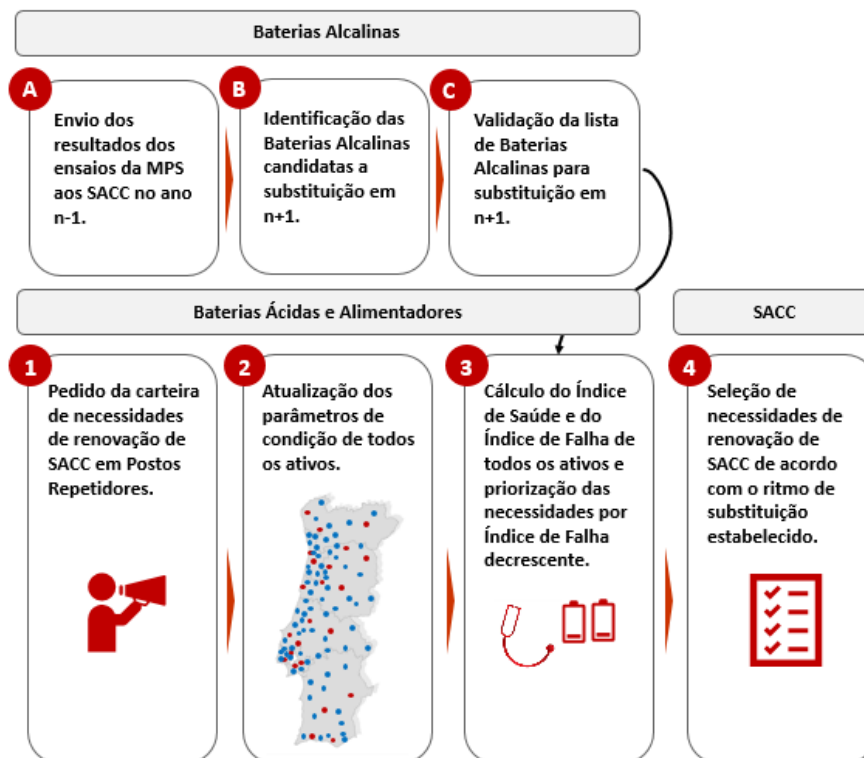 Baterias Alcalinas
A
Envio dos
resultados dos
ensaios da MPS
aos SACC no ano
n-1.
B
Identificação das
Baterias Alcalinas
candidatas a
substituição em
n+1.
C
Validação da lista
de Baterias
Alcalinas para
substituição em
n+1.
Baterias Ácidas e Alimentadores
SACC
1
Pedido da carteira
de necessidades
de renovação de
SACC em Postos
Repetidores.
2
Atualização dos
parâmetros de
condição de todos
os ativos.
3
Cálculo do Índice
de Saúde e do
Índice de Falha de
todos os ativos e
priorização das
necessidades por
Índice de Falha
decrescente.
4
Seleção de
necessidades de
renovação de
SACC de acordo
com o ritmo de
substituição
estabelecido.